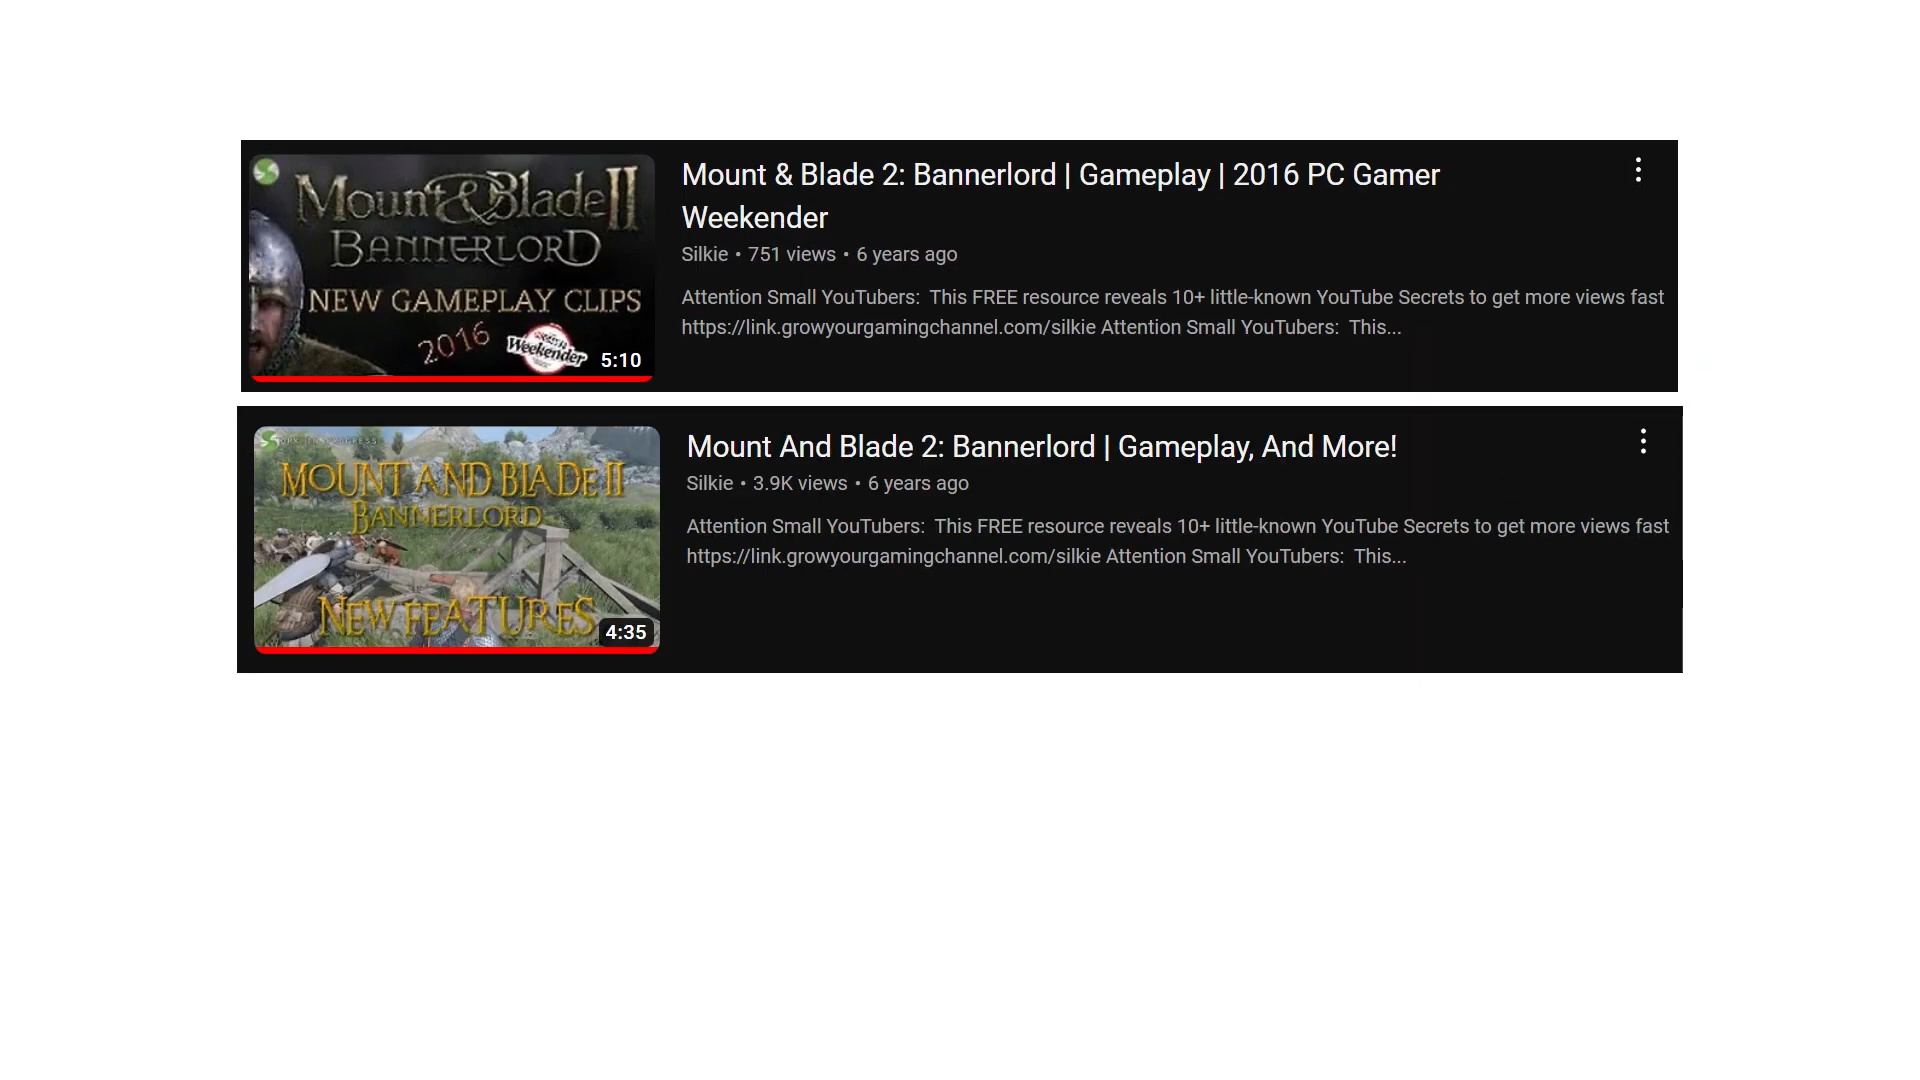 Mount & Blade II
BANNERLORD
NEW GAMEPLAY CLIPS
2016
Weekender
5:10
Mount & Blade 2: Bannerlord | Gameplay | 2016 PC Gamer
Weekender
Silkie • 751 views • 6 years ago
Attention Small YouTubers:  This FREE resource reveals 10+ little-known YouTube Secrets to get more views fast
https://link.growyourgamingchannel.com/silkie Attention Small YouTubers:  This...
MOUNT AND BLADE II
BANNERLORD
NEW FEATURES
4:35
Mount And Blade 2: Bannerlord | Gameplay, And More!
Silkie • 3.9K views • 6 years ago
Attention Small YouTubers:  This FREE resource reveals 10+ little-known YouTube Secrets to get more views fast
https://link.growyourgamingchannel.com/silkie Attention Small YouTubers:  This...